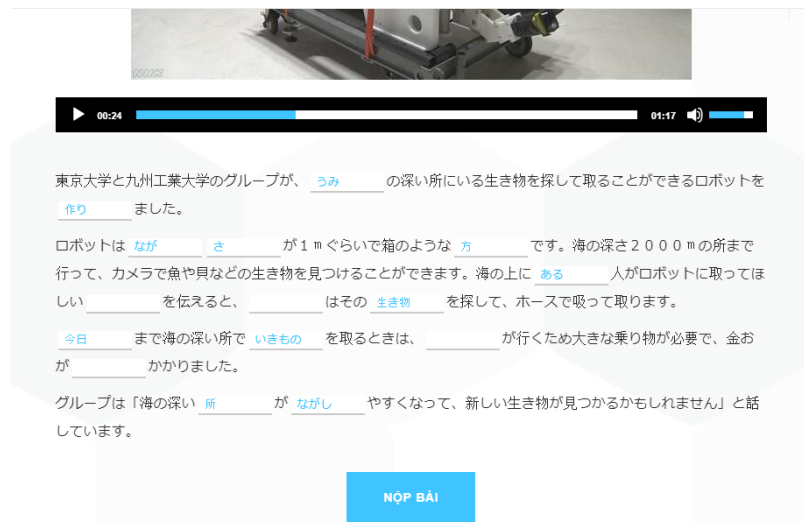 00:24
01:17
東京大学と九州工業大学のグループが、 うみ の深い所にいる生き物を探して取ることができるロボットを
作り ました。
ロボットは なが さ が1ｍぐらいで箱のような 方 です。海の深さ２０００ｍの所まで
行って、カメラで魚や貝などの生き物を見つけることができます。海の上に ある 人がロボットに取ってほ
しい を伝えると、 はその 生き物 を探して、ホースで吸って取ります。
今日 まで海の深い所で いきもの を取るときは、 が行くため大きな乗り物が必要で、金お
が かかりました。
グループは「海の深い 所 が ながし やすくなって、新しい生き物が見つかるかもしれません」と話
しています。
NỘP BÀI